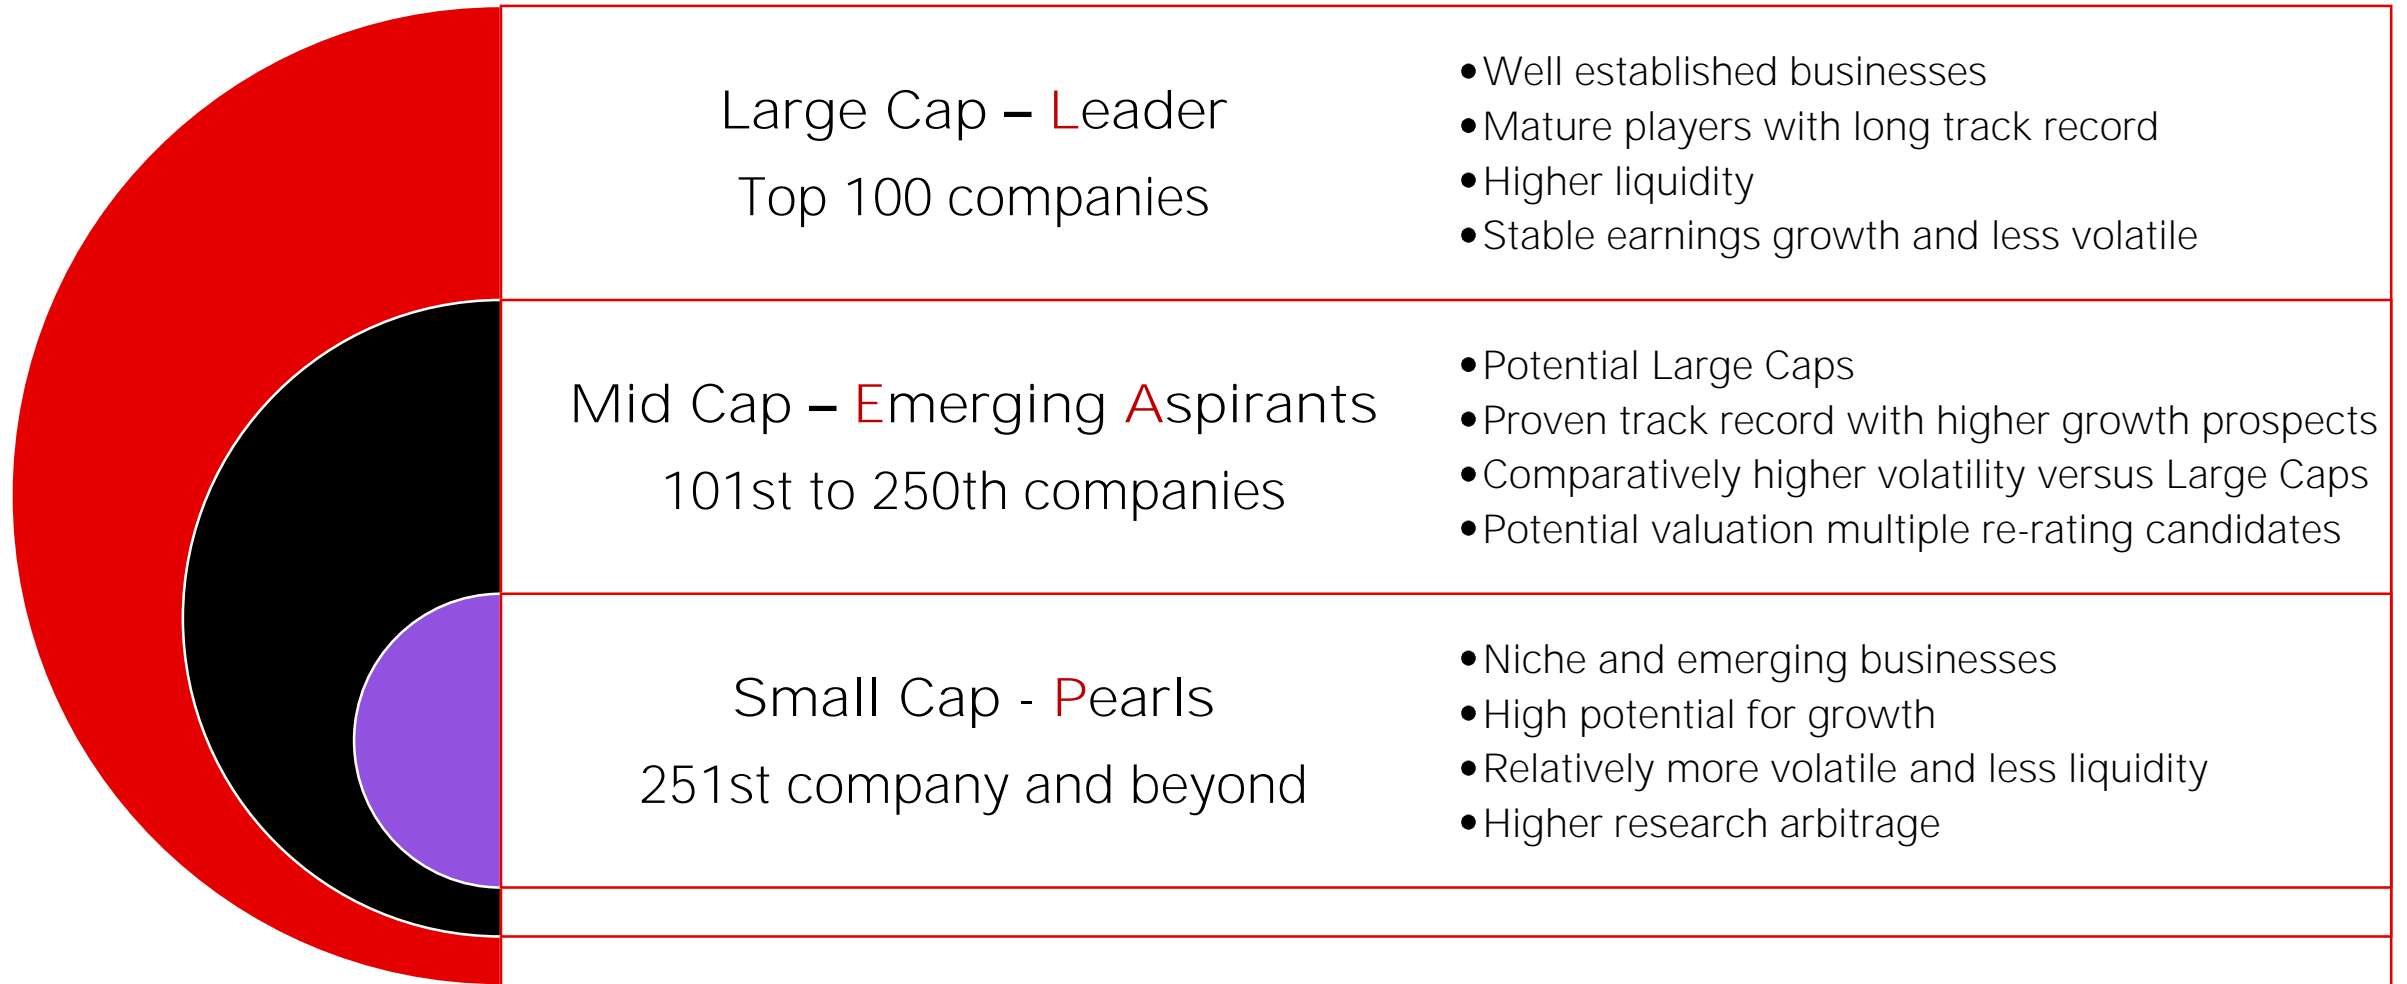 Large Cap – Leader
Top 100 companies
•Well established businesses
•Mature players with long track record
•Higher liquidity
•Stable earnings growth and less volatile
Mid Cap – Emerging Aspirants
101st to 250th companies
•Potential Large Caps
•Proven track record with higher growth prospects
•Comparatively higher volatility versus Large Caps
•Potential valuation multiple re-rating candidates
Small Cap - Pearls
251st company and beyond
•Niche and emerging businesses
•High potential for growth
•Relatively more volatile and less liquidity
•Higher research arbitrage